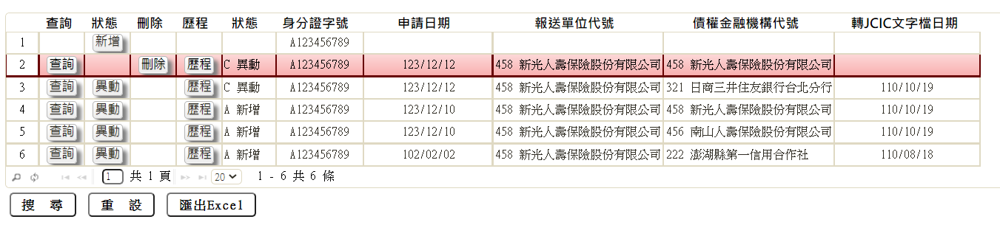 查詢 狀態 刪除 歷程 狀態 身分證字號 申請日期 報送單位代號 債權金融機構代號 轉JCIC文字檔日期
1 新增 A123456789
2 查詢 刪除 歷程 C 異動 A123456789 123/12/12 458 新光人壽保險股份有限公司 458 新光人壽保險股份有限公司
3 查詢 異動 歷程 C 異動 A123456789 123/12/12 458 新光人壽保險股份有限公司 321 日商三井住友銀行台北分行 110/10/19
4 查詢 異動 歷程 A 新增 A123456789 123/12/10 458 新光人壽保險股份有限公司 458 新光人壽保險股份有限公司 110/10/19
5 查詢 異動 歷程 A 新增 A123456789 123/12/10 458 新光人壽保險股份有限公司 456 南山人壽保險股份有限公司 110/10/19
6 查詢 異動 歷程 A 新增 A123456789 102/02/02 458 新光人壽保險股份有限公司 222 澎湖縣第一信用合作社 110/08/18
1 共 1 頁 20 1 - 6 共 6 條
搜 尋 重 設 匯出Excel